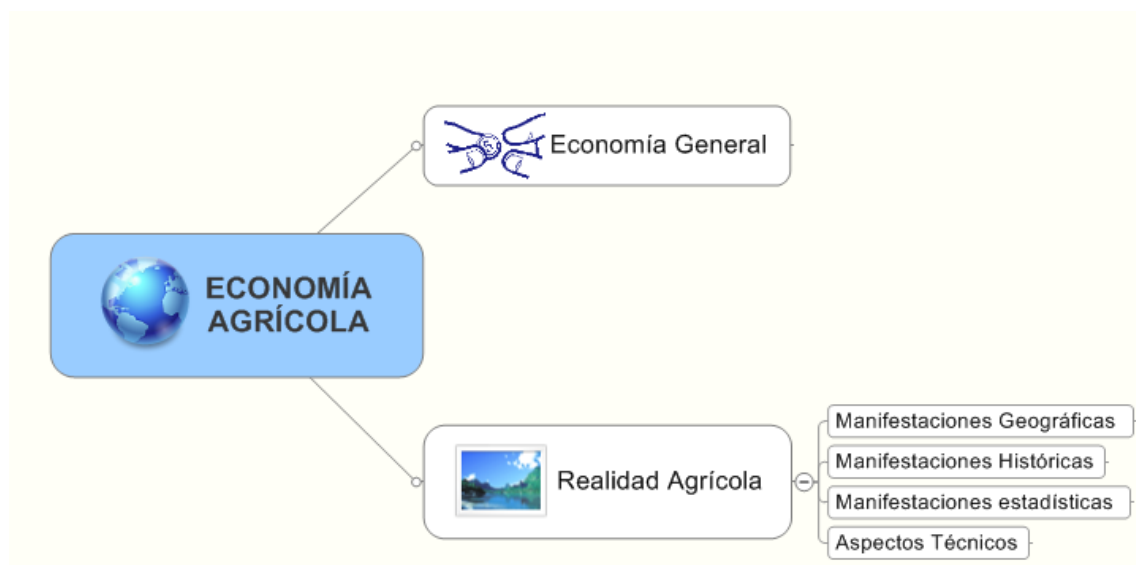 Economía General
ECONOMÍA
AGRÍCOLA
Realidad Agrícola
Manifestaciones Geográficas
Manifestaciones Históricas
Manifestaciones estadísticas
Aspectos Técnicos